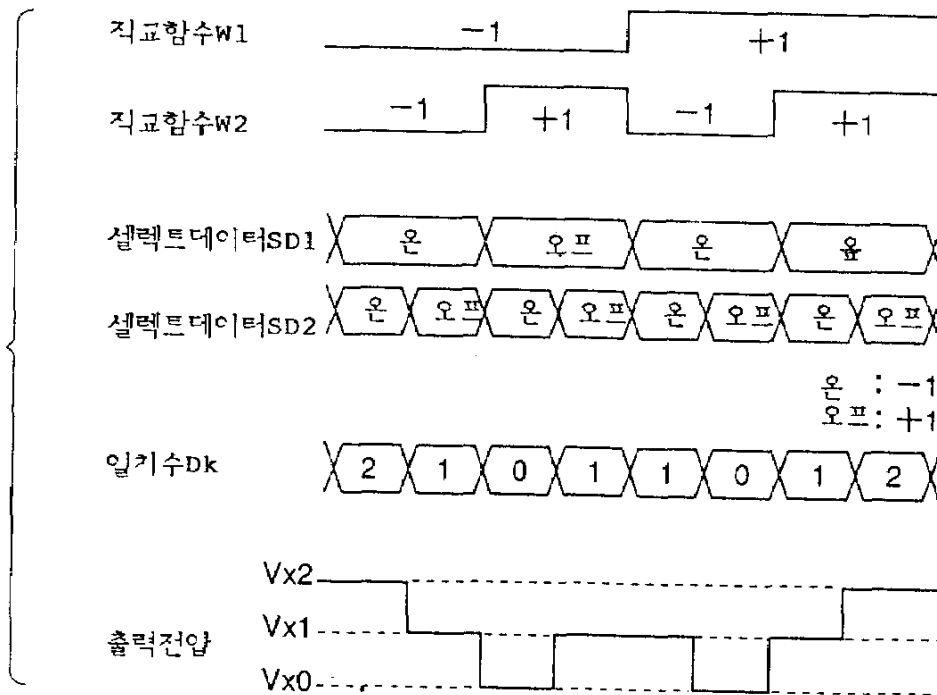 직교함수W1
-1
+1
직교함수W2
-1
+1
-1
+1
셀렉트데이터SD1
온
오프
온
셀렉트데이터SD2
온
오프
온
오프
온
오프
온
오프
온 : -1
오프: +1
일치수Dk
2
1
0
1
1
0
1
2
출력전압
Vx2
Vx1
Vx0